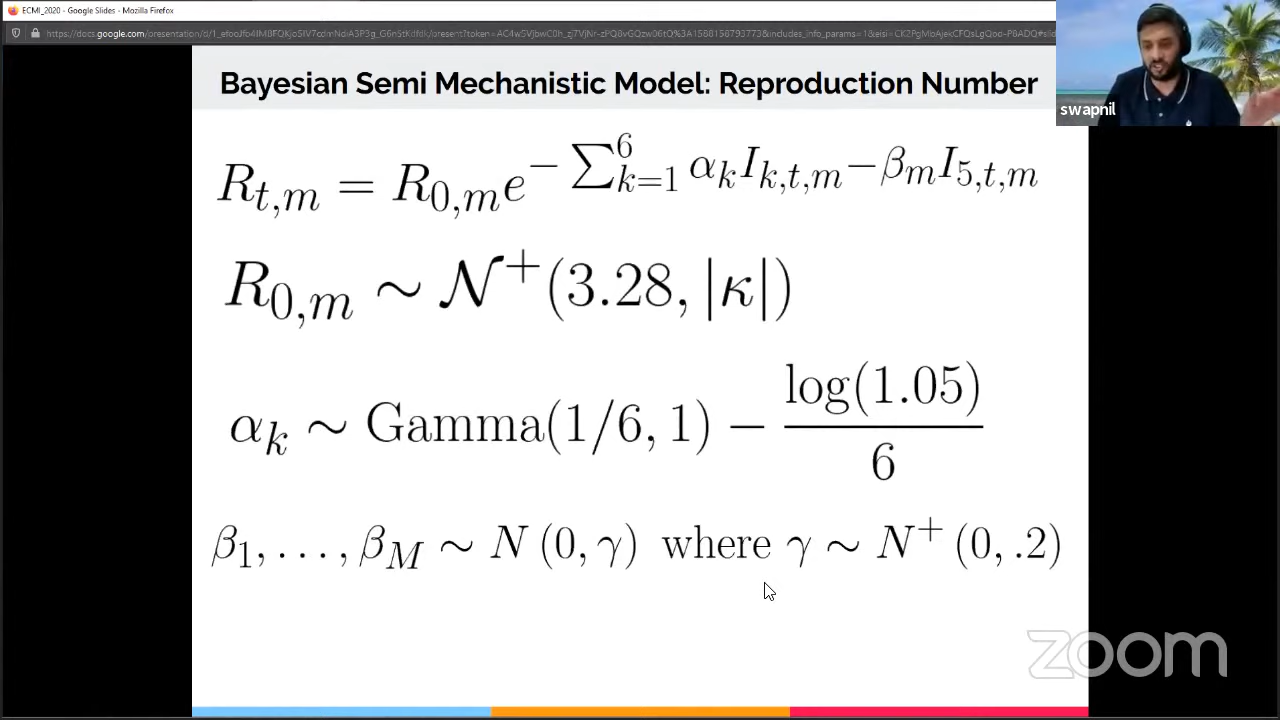 ECMI_2020 - Google Slides - Mozilla Firefox
swapnil
Bayesian Semi Mechanistic Model: Reproduction Number
R_{t,m} = R_{0,m}e^{-\sum_{k=1}^{6} α_k I_{k,t,m} - β_m I_{5,t,m}}
R_{0,m} ∼ 𝒩^+(3.28, |κ|)
α_k ∼ Gamma(1/6, 1) − \frac{log(1.05)}{6}
β_1, . . . , β_M ∼ N (0, γ) where γ ∼ N^+ (0, .2)
zoom